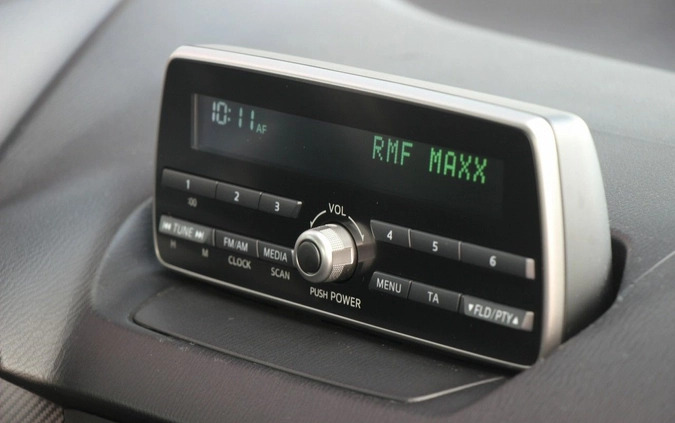 10:11 AF
RMF MAXX
VOL
1 2 3 4 5 6
:00
⏮ TUNE ⏭ FM/AM MEDIA MENU TA ▼FLD/PTY▲
H M CLOCK SCAN
PUSH POWER